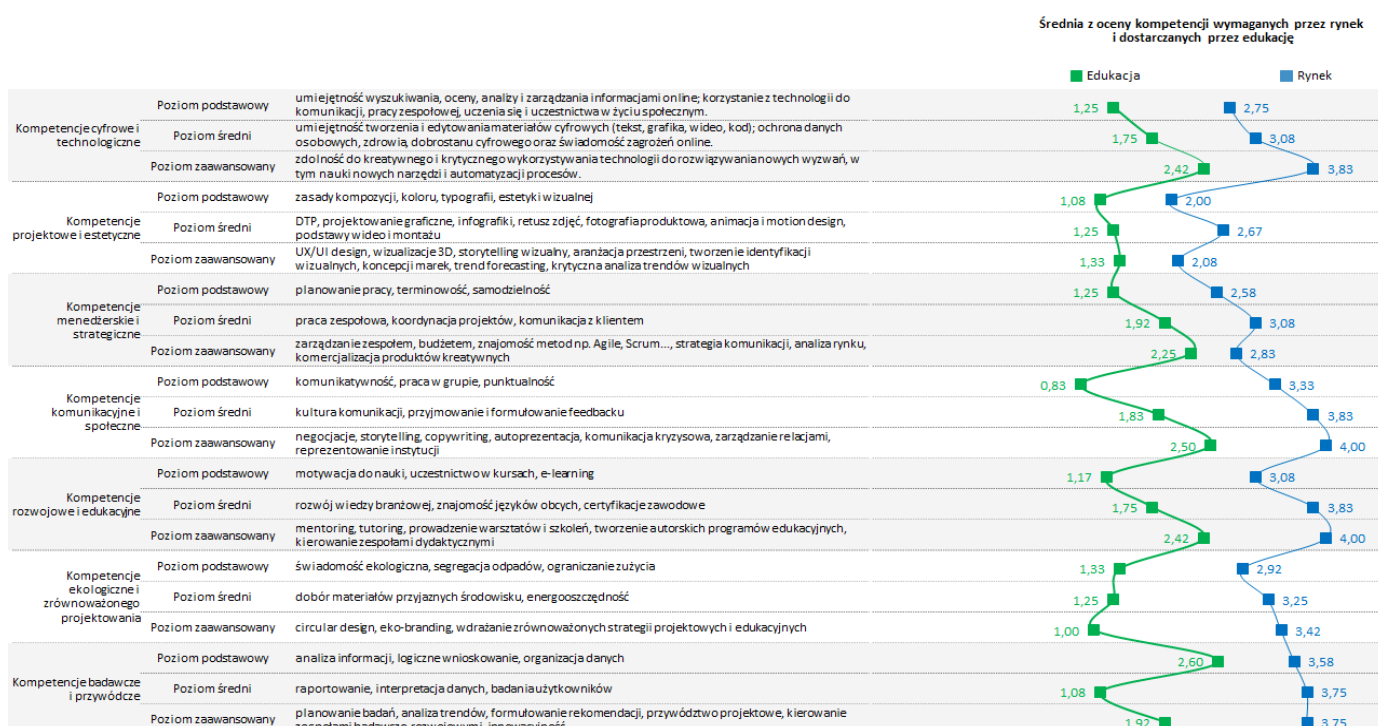 Średnia z oceny kompetencji wymaganych przez rynek
i dostarczanych przez edukację
Edukacja
Rynek
Kompetencje cyfrowe i
technologiczne
Poziom podstawowy
umiejętność wyszukiwania, oceny, analizy i zarządzania informacjami online; korzystanie z technologii do
komunikacji, pracy zespołowej, uczenia się i uczestnictwa w życiu społecznym.
1,25
2,75
Poziom średni
umiejętność tworzenia i edytowania materiałów cyfrowych (tekst, grafika, wideo, kod); ochrona danych
osobowych, zdrowia, dobrostanu cyfrowego oraz świadomość zagrożeń online.
1,75
3,08
Poziom zaawansowany
zdolność do kreatywnego i krytycznego wykorzystywania technologii do rozwiązywania nowych wyzwań, w
tym nauki nowych narzędzi i automatyzacji procesów.
2,42
3,83
Kompetencje
projektowe i estetyczne
Poziom podstawowy
zasady kompozycji, koloru, typografii, estetyki wizualnej
1,08
2,00
Poziom średni
DTP, projektowanie graficzne, infografiki, retusz zdjęć, fotografia produktowa, animacja i motion design,
podstawy wideo i montażu
1,25
2,67
Poziom zaawansowany
UX/UI design, wizualizacje 3D, storytelling wizualny, aranżacja przestrzeni, tworzenie identyfikacji
wizualnych, koncepcji marek, trend forecasting, krytyczna analiza trendów wizualnych
1,33
2,08
Kompetencje
menedżerskie i
strategiczne
Poziom podstawowy
planowanie pracy, terminowość, samodzielność
1,25
2,58
Poziom średni
praca zespołowa, koordynacja projektów, komunikacja z klientem
1,92
3,08
Poziom zaawansowany
zarządzanie zespołem, budżetem, znajomość metod np. Agile, Scrum..., strategia komunikacji, analiza rynku,
komercjalizacja produktów kreatywnych
2,25
2,83
Kompetencje
komunikacyjne i
społeczne
Poziom podstawowy
komunikatywność, praca w grupie, punktualność
0,83
3,33
Poziom średni
kultura komunikacji, przyjmowanie i formułowanie feedbacku
1,83
3,83
Poziom zaawansowany
negocjacje, storytelling, copywriting, autoprezentacja, komunikacja kryzysowa, zarządzanie relacjami,
reprezentowanie instytucji
2,50
4,00
Kompetencje
rozwojowe i edukacyjne
Poziom podstawowy
motywacja do nauki, uczestnictwo w kursach, e-learning
1,17
3,08
Poziom średni
rozwój wiedzy branżowej, znajomość języków obcych, certyfikacje zawodowe
1,75
3,83
Poziom zaawansowany
mentoring, tutoring, prowadzenie warsztatów i szkoleń, tworzenie autorskich programów edukacyjnych,
kierowanie zespołami dydaktycznymi
2,42
4,00
Kompetencje
ekologiczne i
zrównoważonego
projektowania
Poziom podstawowy
świadomość ekologiczna, segregacja odpadów, ograniczanie zużycia
1,33
2,92
Poziom średni
dobór materiałów przyjaznych środowisku, energooszczędność
1,25
3,25
Poziom zaawansowany
circular design, eko-branding, wdrażanie zrównoważonych strategii projektowych i edukacyjnych
1,00
3,42
Kompetencje badawcze
i przywódcze
Poziom podstawowy
analiza informacji, logiczne wnioskowanie, organizacja danych
2,60
3,58
Poziom średni
raportowanie, interpretacja danych, badania użytkowników
1,08
3,75
Poziom zaawansowany
planowanie badań, analiza trendów, formułowanie rekomendacji, przywództwo projektowe, kierowanie
1,92
3,75